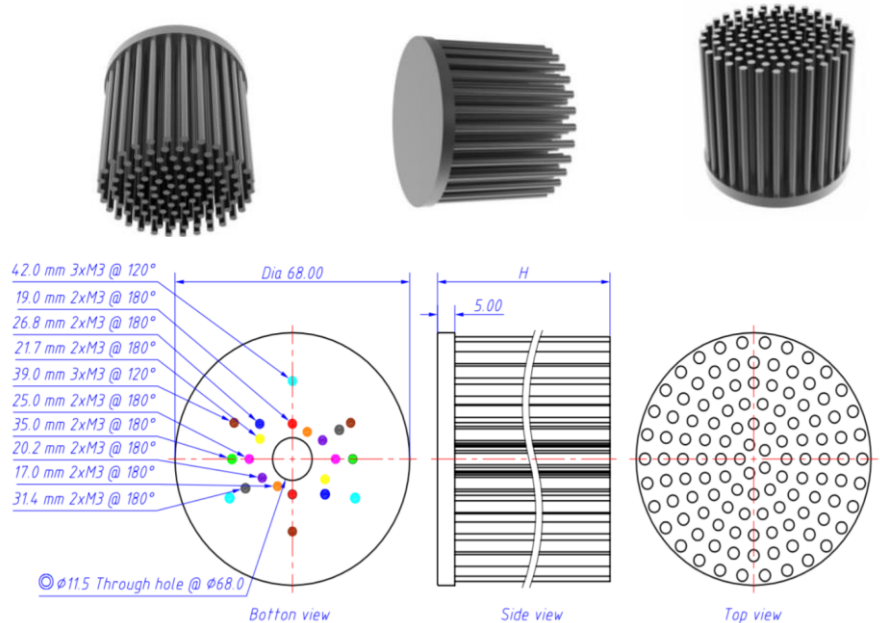 42.0 mm 3xM3 @ 120°
19.0 mm 2xM3 @ 180°
26.8 mm 2xM3 @ 180°
21.7 mm 2xM3 @ 180°
39.0 mm 3xM3 @ 120°
25.0 mm 2xM3 @ 180°
35.0 mm 2xM3 @ 180°
20.2 mm 2xM3 @ 180°
17.0 mm 2xM3 @ 180°
31.4 mm 2xM3 @ 180°
Dia 68.00
H
5.00
Ø11.5 Through hole @ Ø68.0
Botton view
Side view
Top view